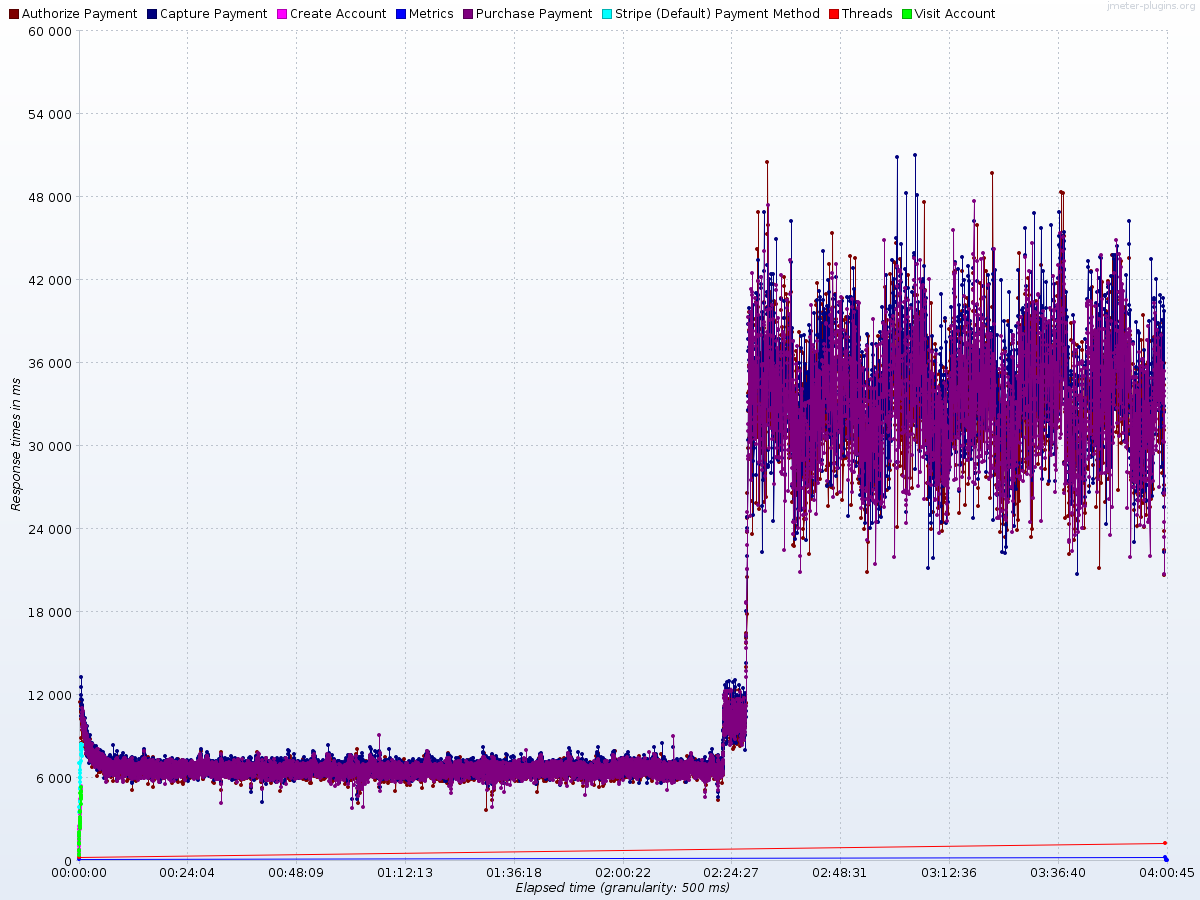 Authorize Payment Capture Payment Create Account Metrics Purchase Payment Stripe (Default) Payment Method Threads Visit Account
jmeter-plugins.org
60 000
54 000
48 000
42 000
36 000
30 000
24 000
18 000
12 000
6 000
0
Response times in ms
00:00:00 00:24:04 00:48:09 01:12:13 01:36:18 02:00:22 02:24:27 02:48:31 03:12:36 03:36:40 04:00:45
Elapsed time (granularity: 500 ms)